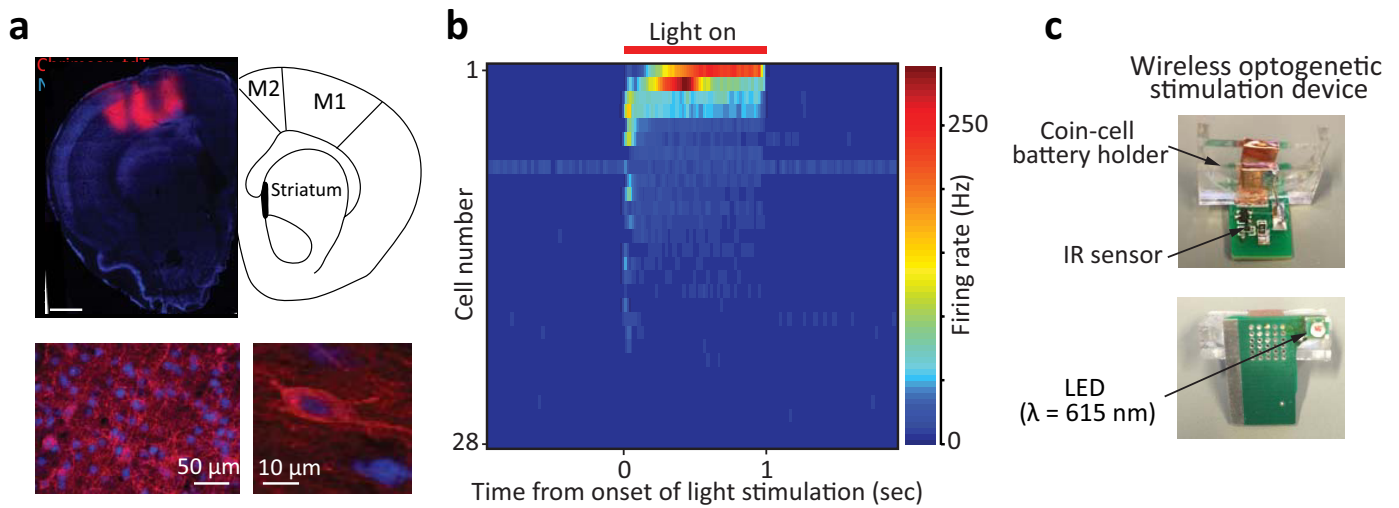 a
M2
M1
Striatum
50 μm
10 μm
b
Light on
1
Cell number
28
0
1
Time from onset of light stimulation (sec)
250
0
Firing rate (Hz)
c
Wireless optogenetic
stimulation device
Coin-cell
battery holder
IR sensor
LED
(λ = 615 nm)